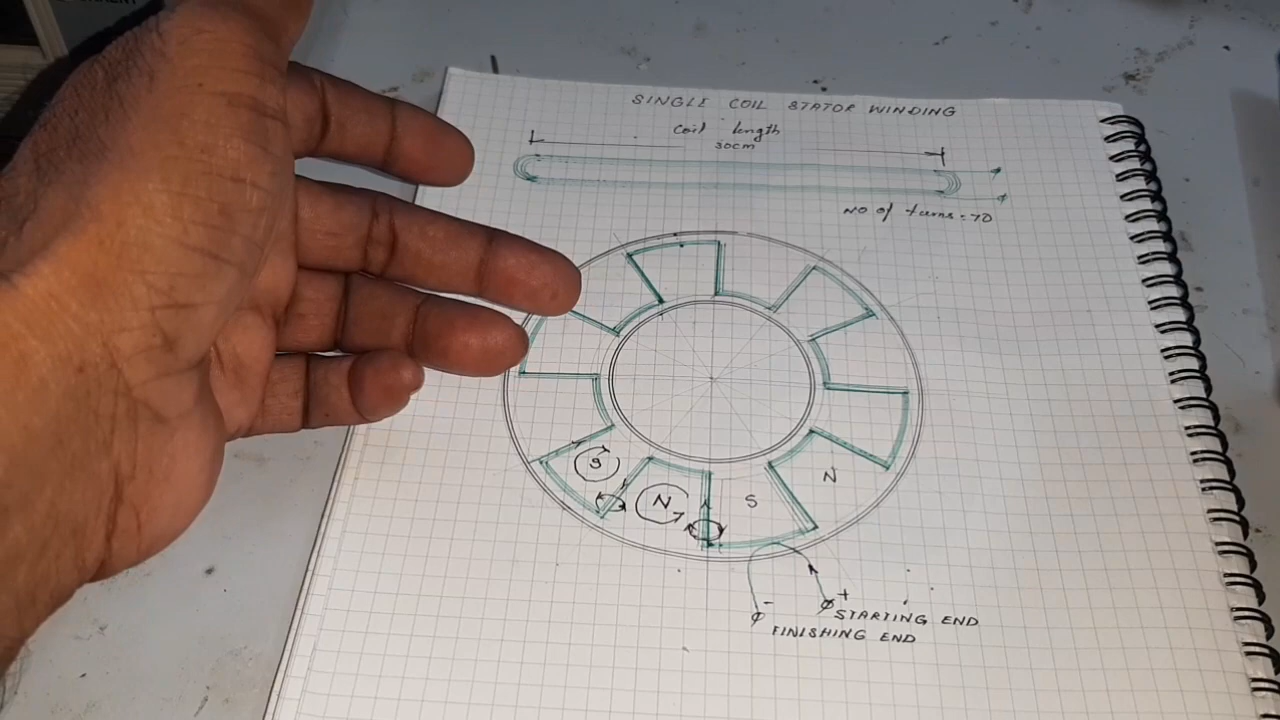 SINGLE COIL STATOR WINDING
Coil length
30cm
NO of turns = 70
S
N
S
N
+
-
STARTING END
FINISHING END